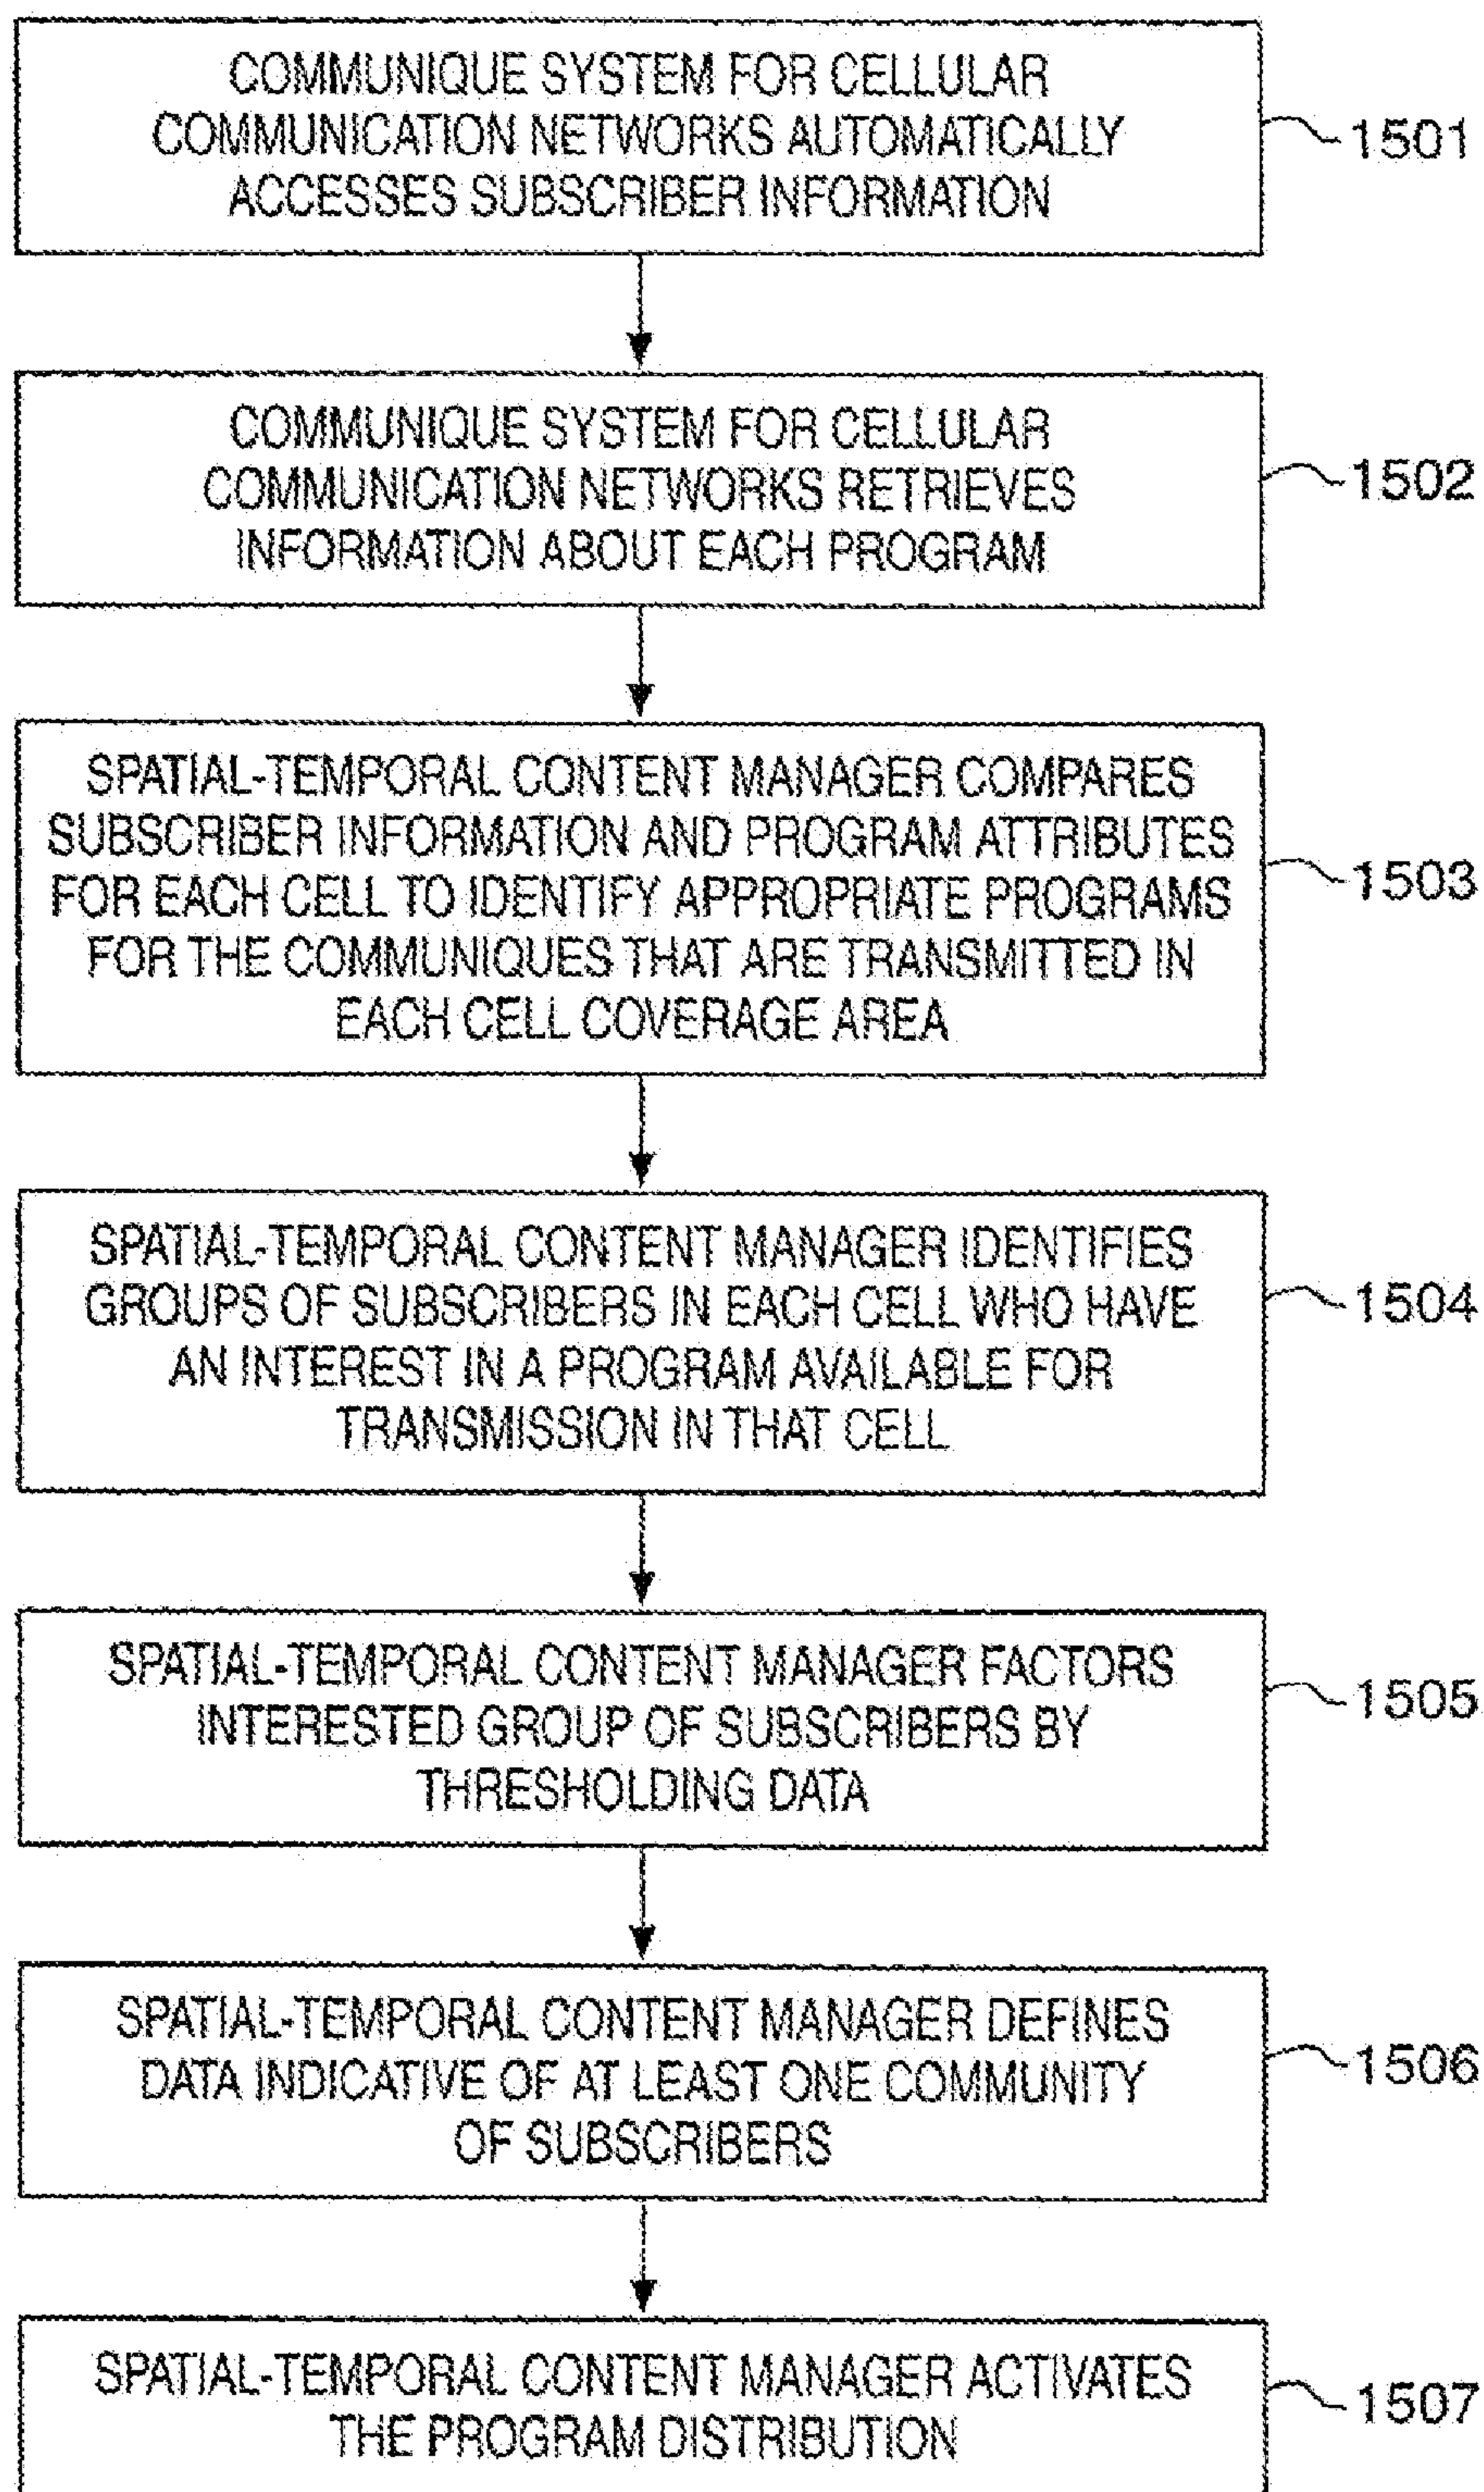 COMMUNIQUE SYSTEM FOR CELLULAR
COMMUNICATION NETWORKS AUTOMATICALLY
ACCESSES SUBSCRIBER INFORMATION
1501
COMMUNIQUE SYSTEM FOR CELLULAR
COMMUNICATION NETWORKS RETRIEVES
INFORMATION ABOUT EACH PROGRAM
1502
SPATIAL-TEMPORAL CONTENT MANAGER COMPARES
SUBSCRIBER INFORMATION AND PROGRAM ATTRIBUTES
FOR EACH CELL TO IDENTIFY APPROPRIATE PROGRAMS
FOR THE COMMUNIQUES THAT ARE TRANSMITTED IN
EACH CELL COVERAGE AREA
1503
SPATIAL-TEMPORAL CONTENT MANAGER IDENTIFIES
GROUPS OF SUBSCRIBERS IN EACH CELL WHO HAVE
AN INTEREST IN A PROGRAM AVAILABLE FOR
TRANSMISSION IN THAT CELL
1504
SPATIAL-TEMPORAL CONTENT MANAGER FACTORS
INTERESTED GROUP OF SUBSCRIBERS BY
THRESHOLDING DATA
1505
SPATIAL-TEMPORAL CONTENT MANAGER DEFINES
DATA INDICATIVE OF AT LEAST ONE COMMUNITY
OF SUBSCRIBERS
1506
SPATIAL-TEMPORAL CONTENT MANAGER ACTIVATES
THE PROGRAM DISTRIBUTION
1507